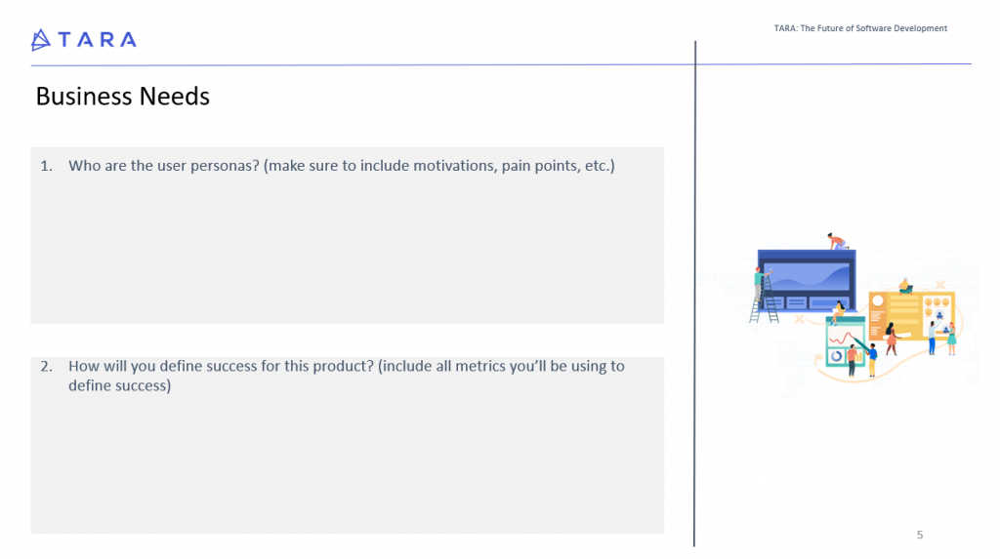 TARA
TARA: The Future of Software Development
Business Needs
1. Who are the user personas? (make sure to include motivations, pain points, etc.)
2. How will you define success for this product? (include all metrics you’ll be using to
define success)
5